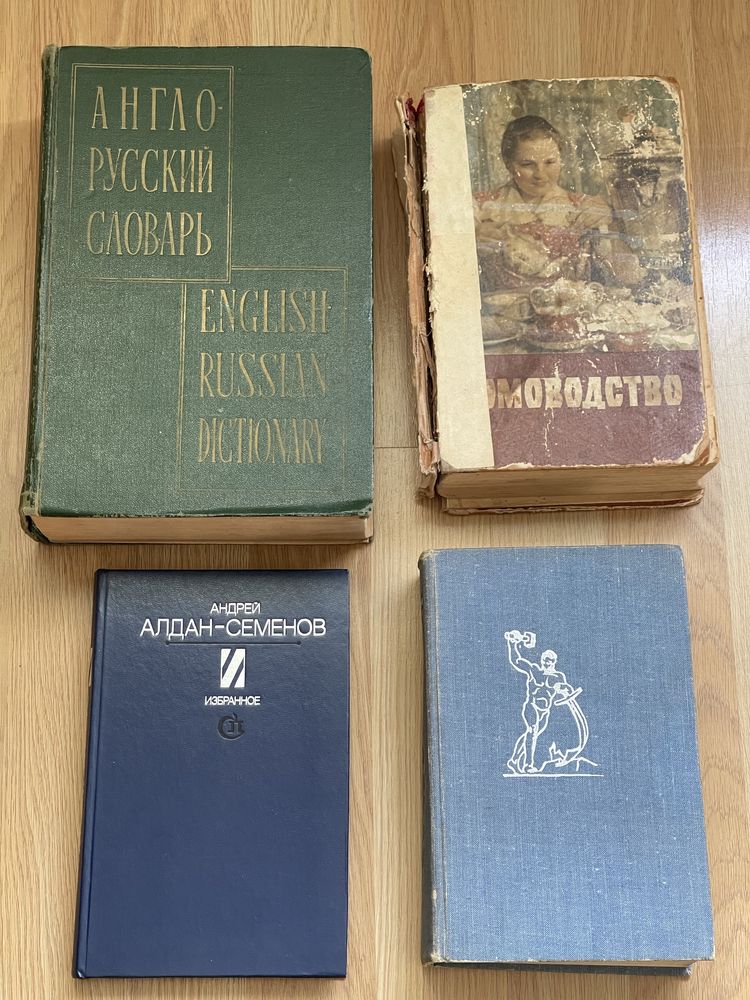 АНГЛО
РУССКИЙ
СЛОВАРЬ
ENGLISH-
RUSSIAN
DICTIONARY
ОМОВОДСТВО
АНДРЕЙ
АЛДАН-СЕМЕНОВ
И
ИЗБРАННОЕ